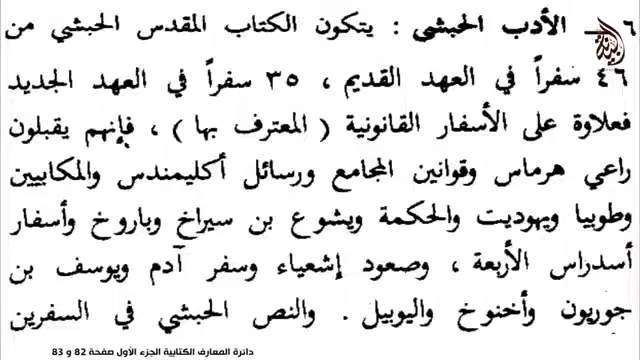 ٦ – الأدب الحبشي : يتكون الكتاب المقدس الحبشي من
٤٦ سفراً في العهد القديم ، ٣٥ سفراً في العهد الجديد
فعلاوة على الأسفار القانونية ( المعترف بها ) ، فإنهم يقبلون
راعي هرماس وقوانين المجامع ورسائل أكليمندس والمكابيين
وطوبيا ويهوديت والحكمة ويشوع بن سيراخ وباروخ وأسفار
أسدراس الأربعة ، وصعود إشعياء وسفر آدم ويوسف بن
جوريون وأخنوخ واليوبيل . والنص الحبشي في السفرين
دائرة المعارف الكتابية الجزء الأول صفحة 82 و 83